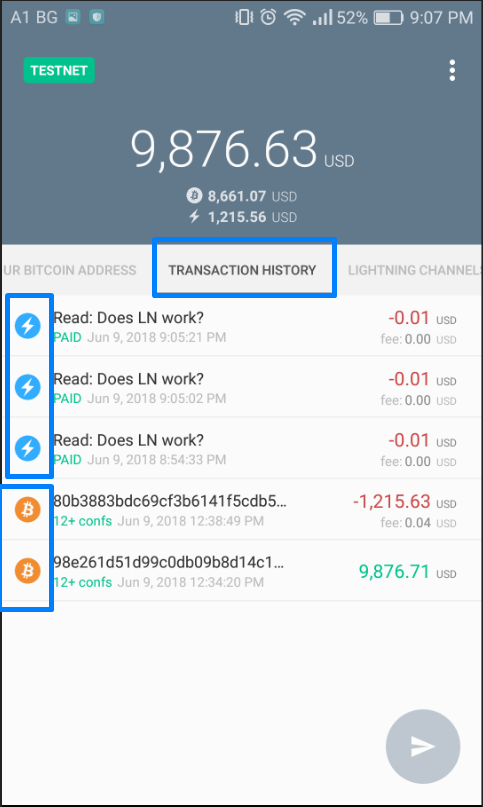 A1 BG 52% 9:07 PM
TESTNET
9,876.63 USD
8,661.07 USD
1,215.56 USD
UR BITCOIN ADDRESS TRANSACTION HISTORY LIGHTNING CHANNELS
Read: Does LN work? -0.01 USD
PAID Jun 9, 2018 9:05:21 PM fee: 0.00 USD
Read: Does LN work? -0.01 USD
PAID Jun 9, 2018 9:05:02 PM fee: 0.00 USD
Read: Does LN work? -0.01 USD
PAID Jun 9, 2018 8:54:33 PM fee: 0.00 USD
80b3883bdc69cf3b6141f5cdb5... -1,215.63 USD
12+ confs Jun 9, 2018 12:38:49 PM fee: 0.04 USD
98e261d51d99c0db09b8d14c1... 9,876.71 USD
12+ confs Jun 9, 2018 12:34:20 PM